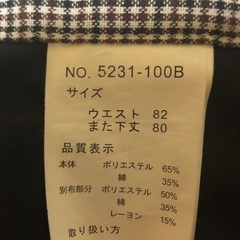 NO. 5231-100B
サイズ
ウエスト 82
また下丈 80
品質表示
本体 ポリエステル 65%
綿 35%
別布部分 ポリエステル 50%
綿 35%
レーヨン 15%
取り扱い方